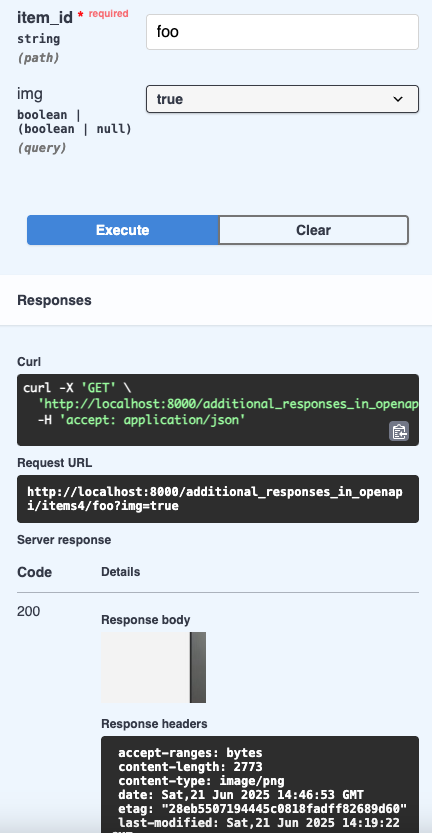 item_id * required
string
(path)
foo
img
boolean |
(boolean | null)
(query)
true
Execute
Clear
Responses
Curl
curl -X 'GET' \
'http://localhost:8000/additional_responses_in_openap
-H 'accept: application/json'
Request URL
http://localhost:8000/additional_responses_in_openap
i/items4/foo?img=true
Server response
Code
Details
200
Response body
Response headers
accept-ranges: bytes
content-length: 2773
content-type: image/png
date: Sat,21 Jun 2025 14:46:53 GMT
etag: "28eb5507194445c0818fadff82689d60"
last-modified: Sat,21 Jun 2025 14:19:22